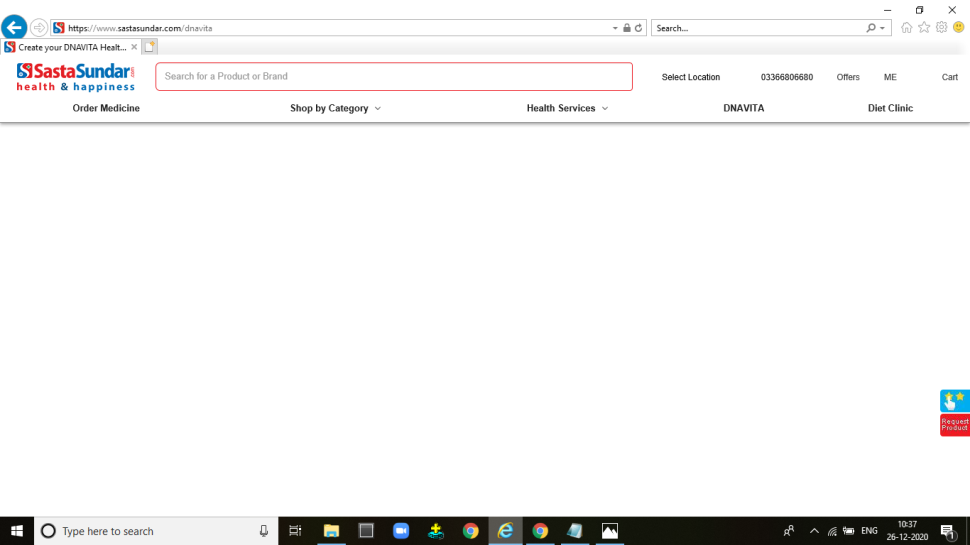 https://www.sastasundar.com/dnavita
Search...
Create your DNAVITA Healt...
SastaSundar.com
health & happiness
Search for a Product or Brand
Select Location
03366806680
Offers
ME
Cart
Order Medicine
Shop by Category
Health Services
DNAVITA
Diet Clinic
Request
Product
Type here to search
ENG
10:37
26-12-2020
1